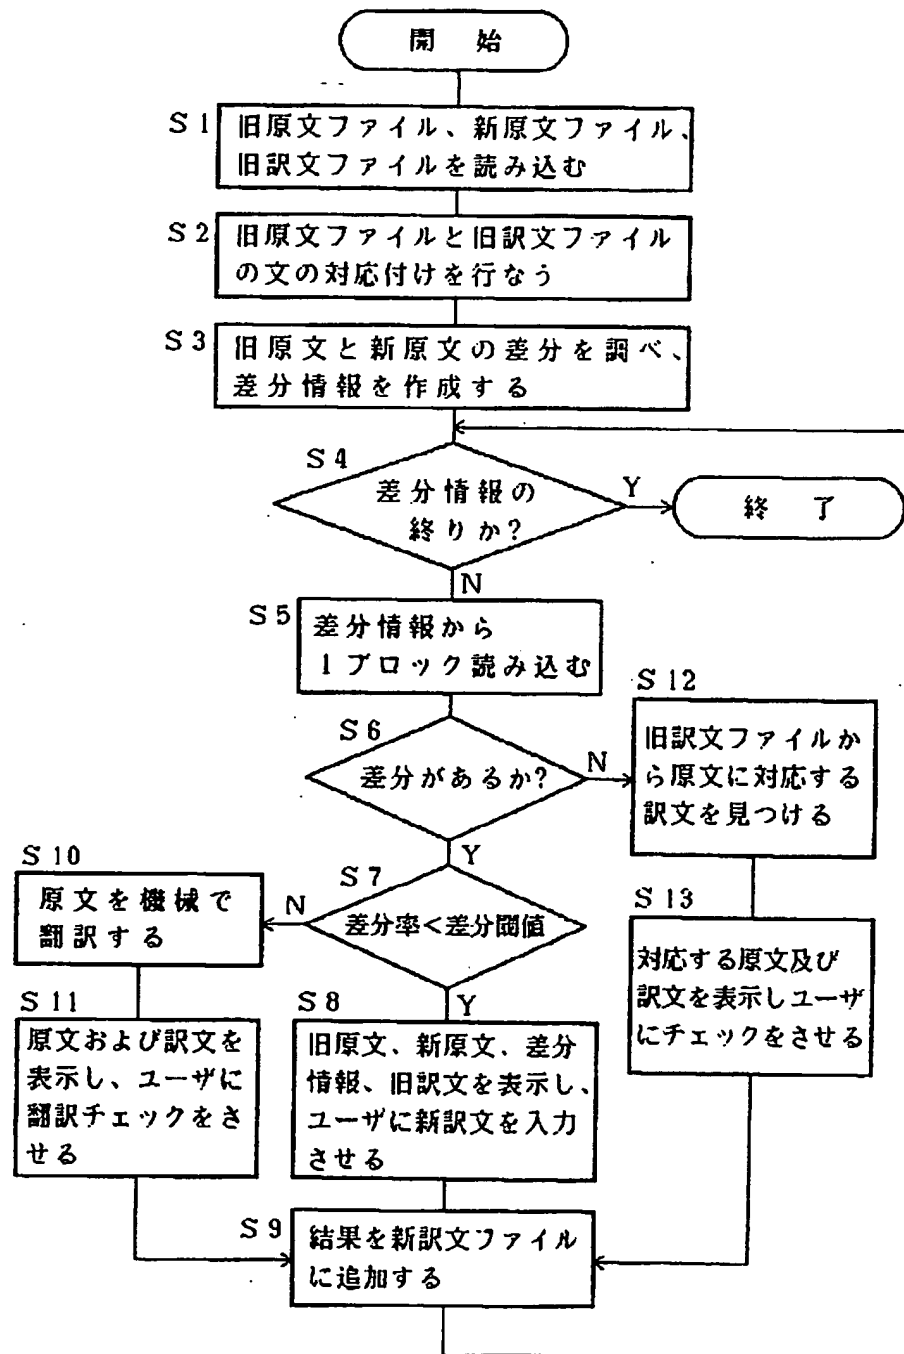 開 始
S1
旧原文ファイル、新原文ファイル、
旧訳文ファイルを読み込む
S2
旧原文ファイルと旧訳文ファイル
の文の対応付けを行なう
S3
旧原文と新原文の差分を調べ、
差分情報を作成する
S4
差分情報の
終りか?
Y
終 了
N
S5
差分情報から
1ブロック読み込む
S6
差分があるか?
N
S12
旧訳文ファイルか
ら原文に対応する
訳文を見つける
Y
S7
差分率<差分閾値
N
S10
原文を機械で
翻訳する
S13
対応する原文及び
訳文を表示しユーザ
にチェックをさせる
S11
原文および訳文を
表示し、ユーザに
翻訳チェックをさ
せる
Y
S8
旧原文、新原文、差分
情報、旧訳文を表示し、
ユーザに新訳文を入力
させる
S9
結果を新訳文ファイル
に追加する